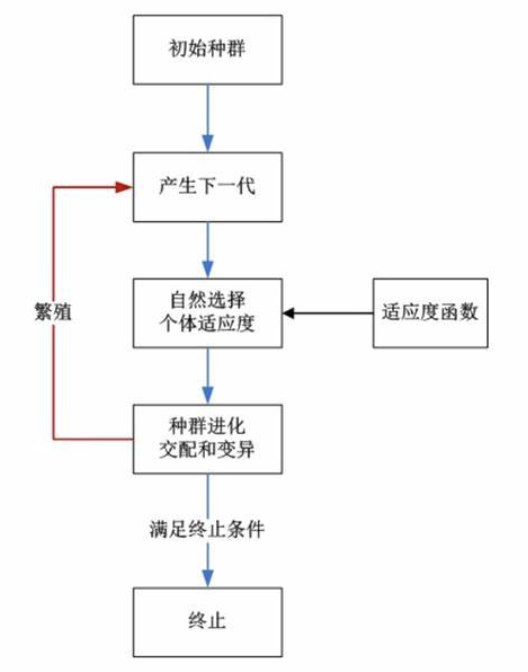 初始种群
产生下一代
自然选择
个体适应度
适应度函数
繁殖
种群进化
交配和变异
满足终止条件
终止